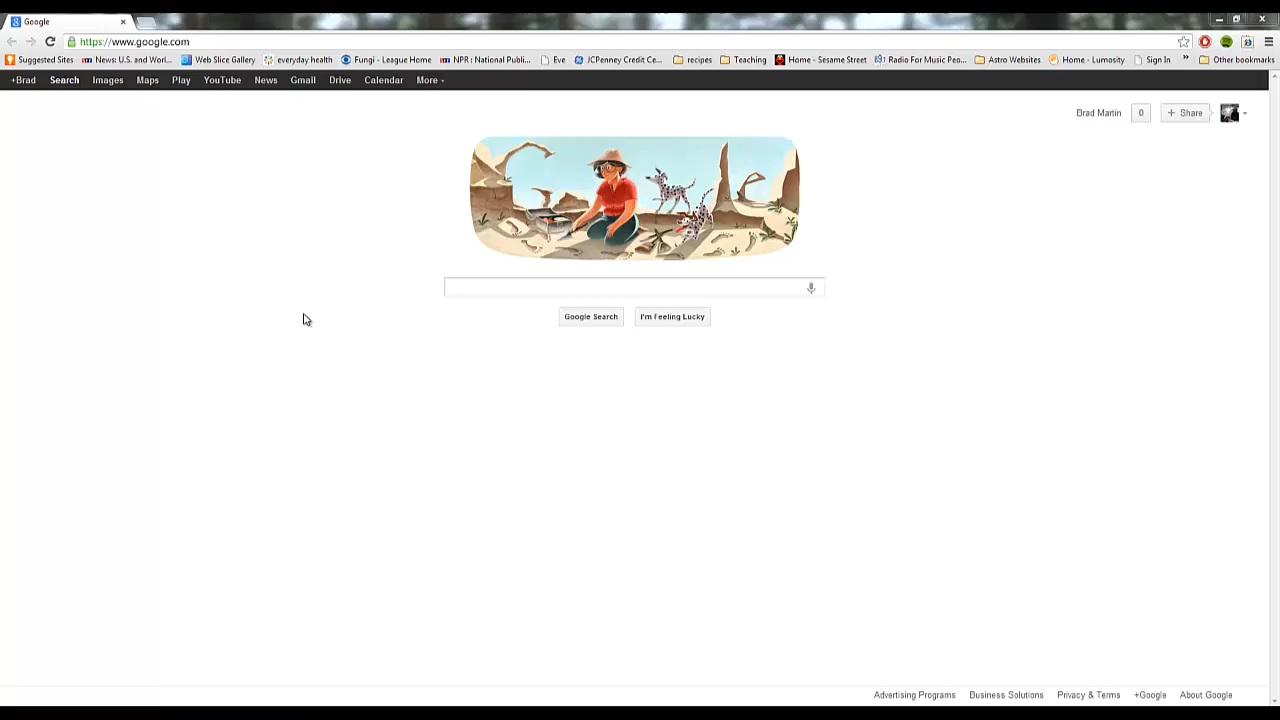 Google
https://www.google.com
Suggested Sites News: U.S. and Worl... Web Slice Gallery everyday health Fungi - League Home NPR : National Publi... Eve JCPenney Credit Ce... recipes Teaching Home - Sesame Street Radio For Music Peo... Astro Websites Home - Lumosity Sign In » Other bookmarks
+Brad Search Images Maps Play YouTube News Gmail Drive Calendar More
Brad Martin 0 + Share
Google Search I'm Feeling Lucky
Advertising Programs Business Solutions Privacy & Terms +Google About Google